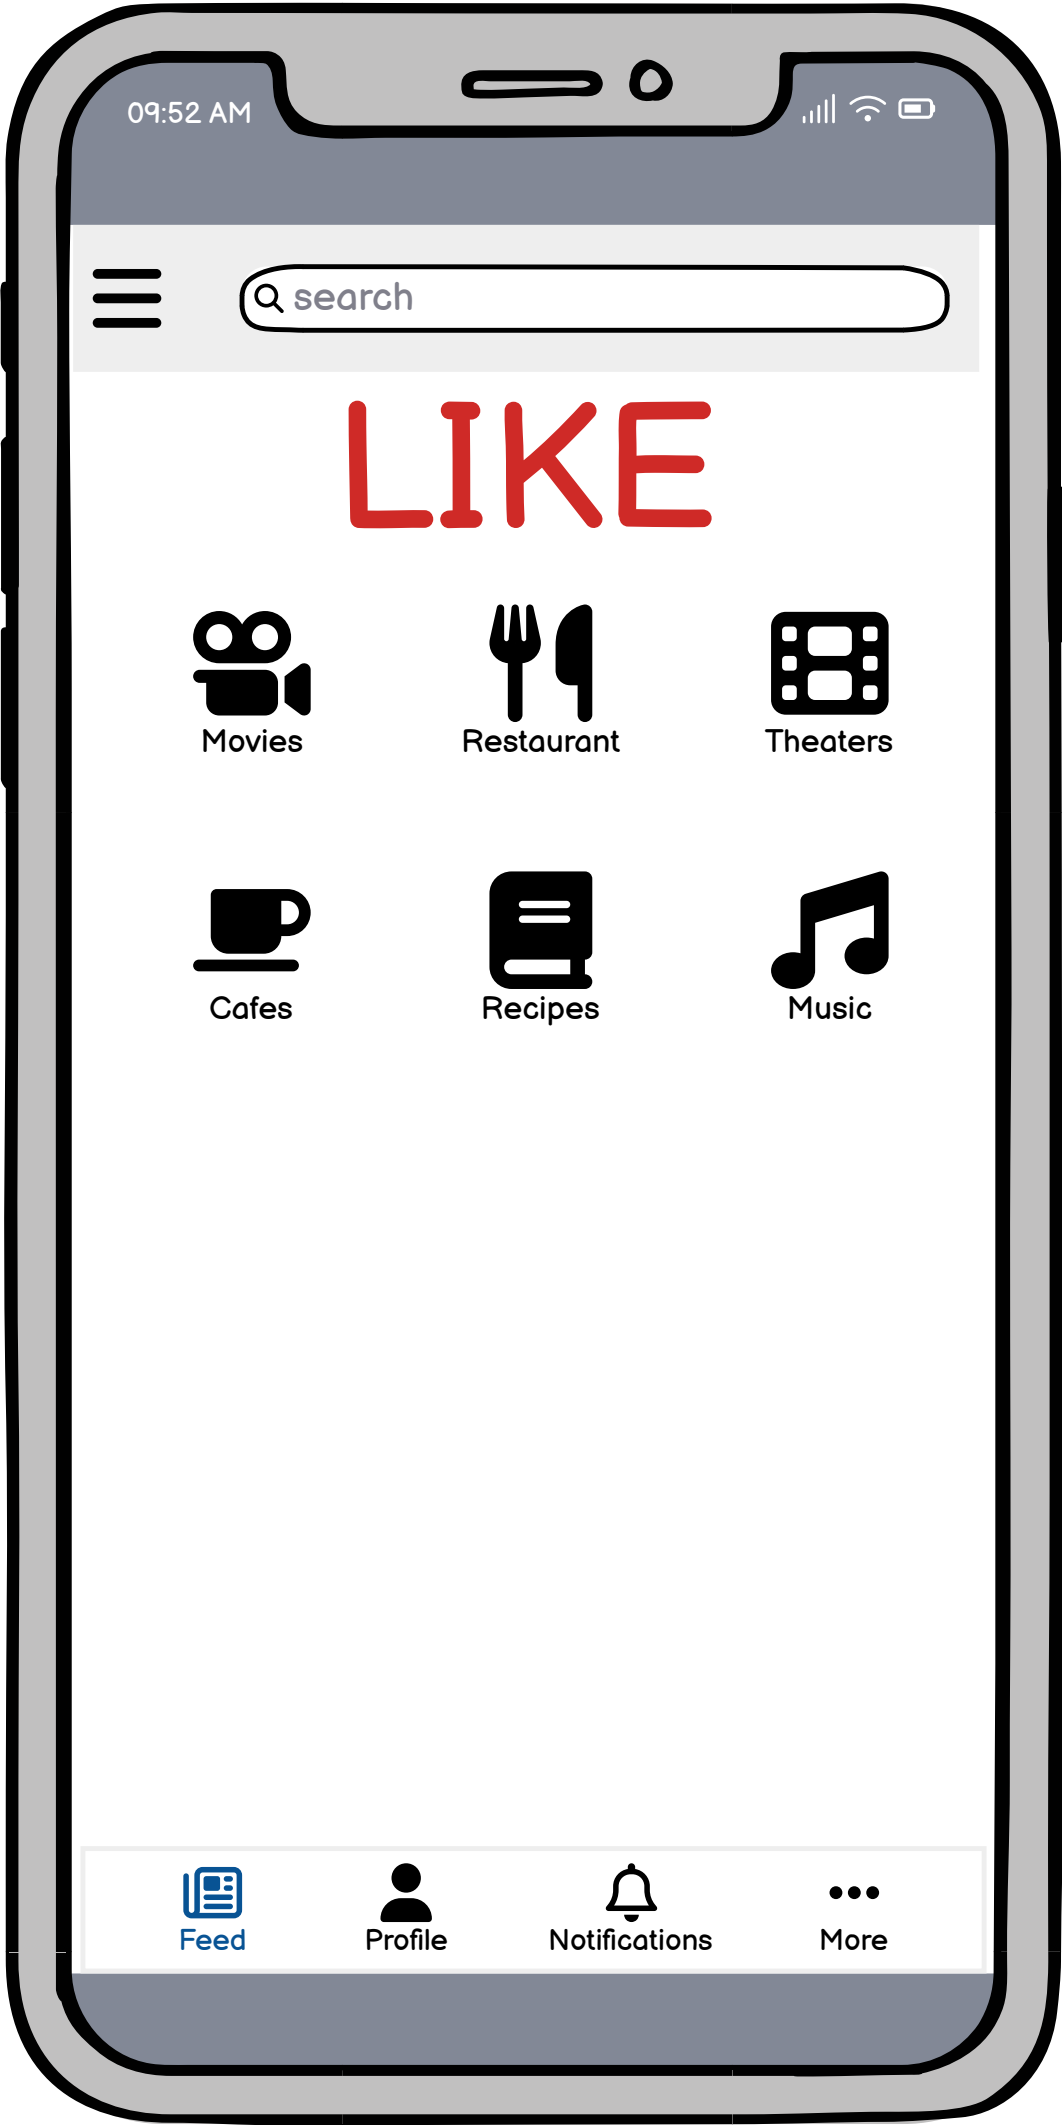 09:52 AM
search
LIKE
Movies Restaurant Theaters
Cafes Recipes Music
Feed Profile Notifications More